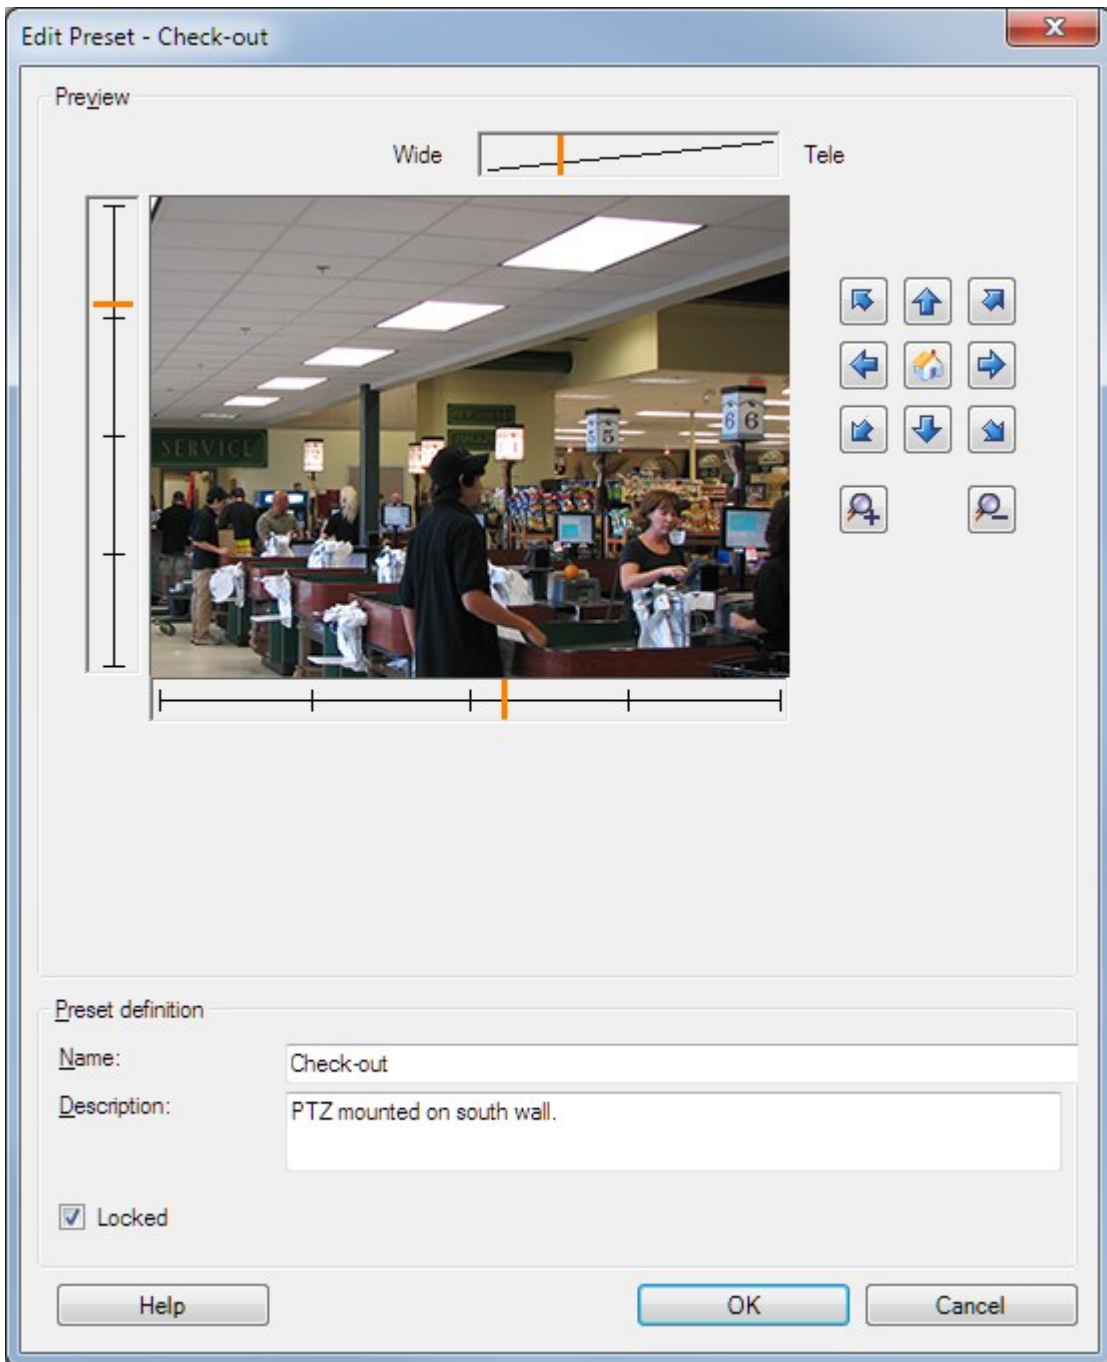 Edit Preset - Check-out
Preview
Wide
Tele
SERVICE
5 5
6 6
Preset definition
Name:
Check-out
Description:
PTZ mounted on south wall.
Locked
Help
OK
Cancel